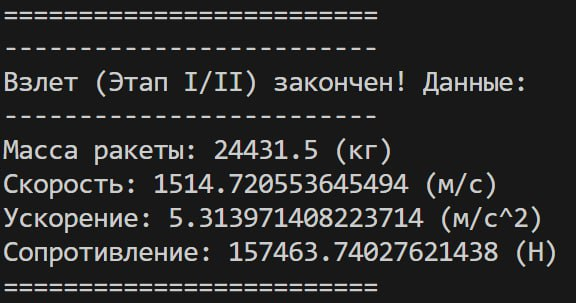 =========================
-------------------------
Взлет (Этап I/II) закончен! Данные:
-------------------------
Масса ракеты: 24431.5 (кг)
Скорость: 1514.720553645494 (м/с)
Ускорение: 5.313971408223714 (м/с^2)
Сопротивление: 157463.74027621438 (Н)
=========================